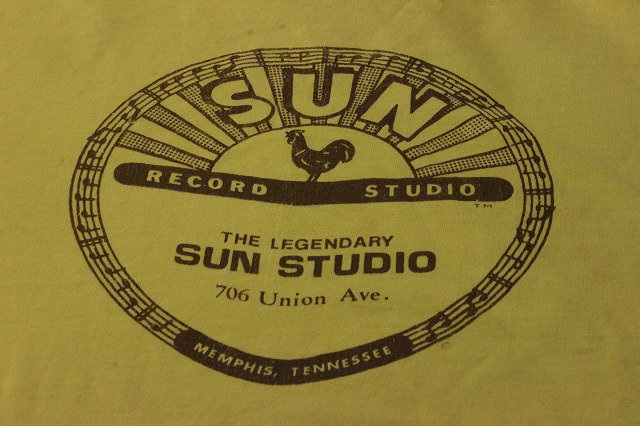 SUN
RECORD STUDIO
TM
THE LEGENDARY
SUN STUDIO
706 Union Ave.
MEMPHIS, TENNESSEE
©